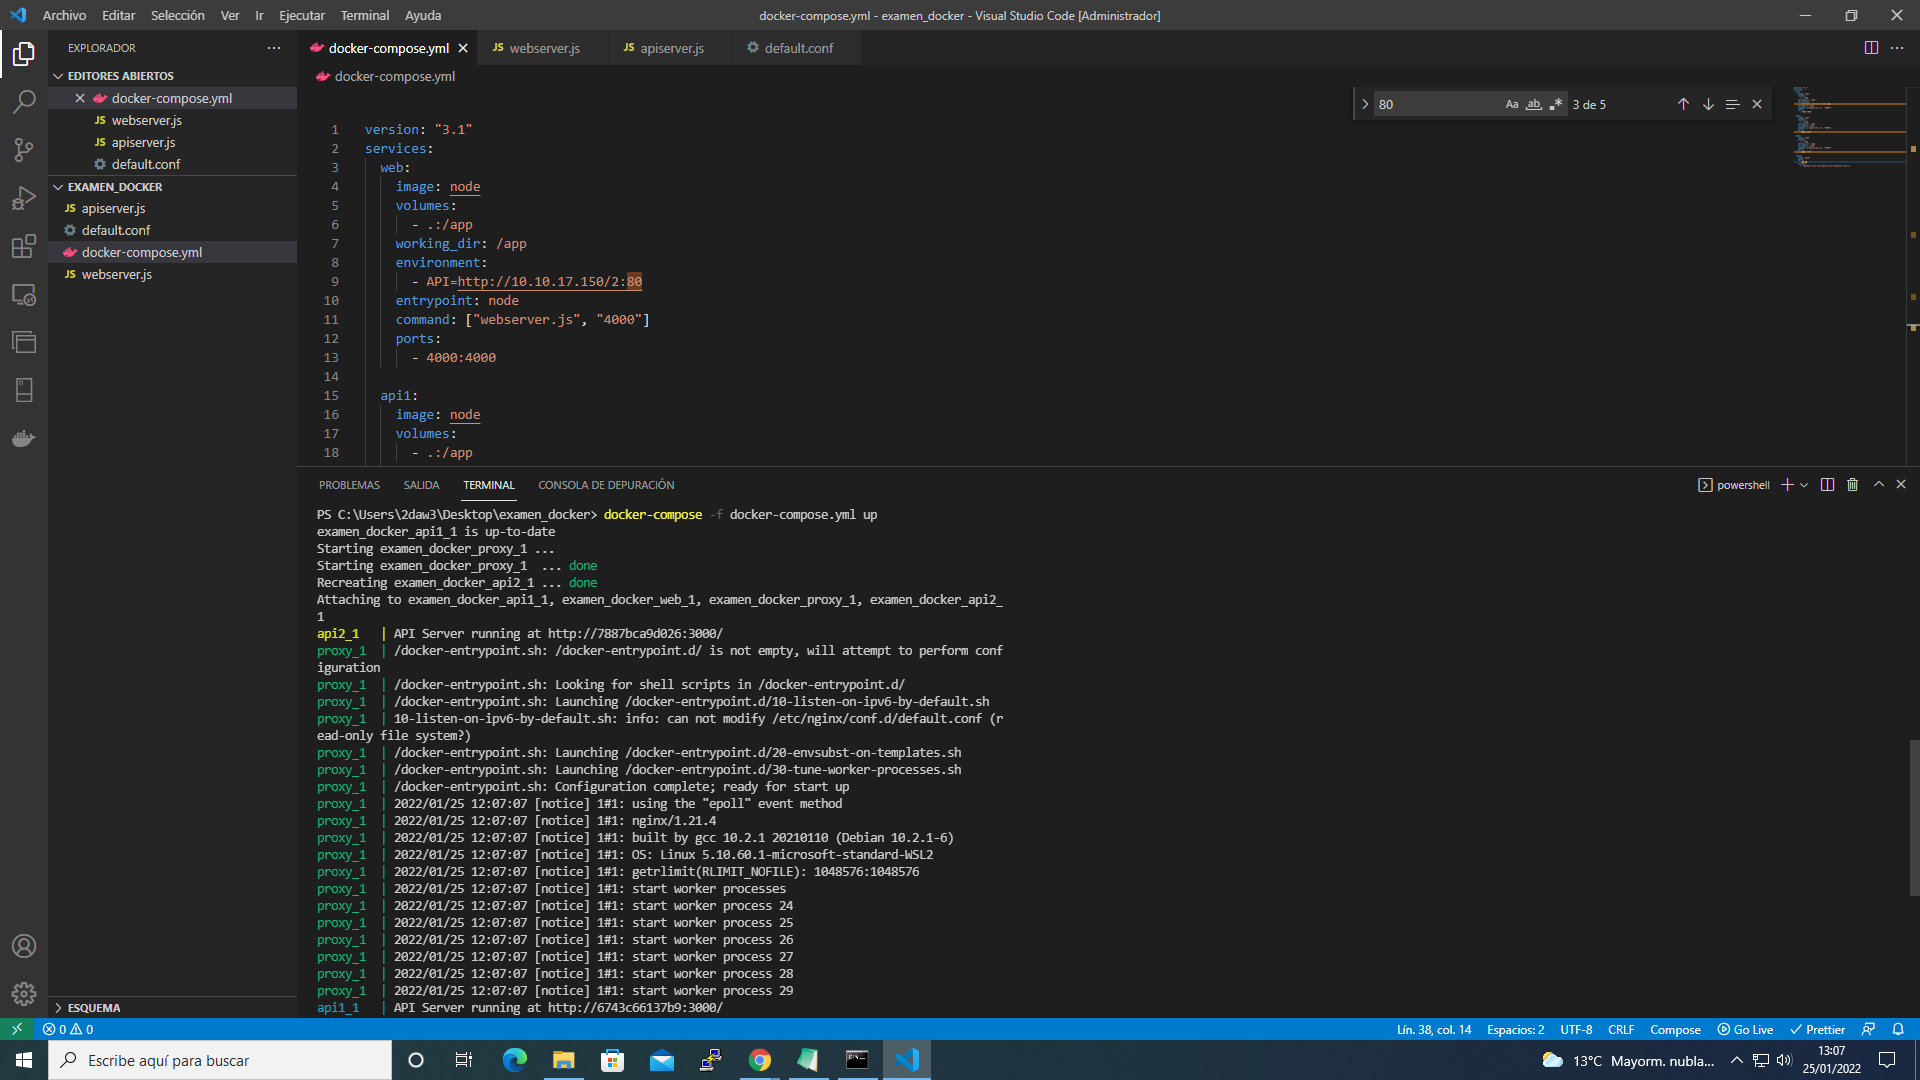 Archivo Editar Selección Ver Ir Ejecutar Terminal Ayuda
docker-compose.yml - examen_docker - Visual Studio Code [Administrador]
EXPLORADOR
EDITORES ABIERTOS
docker-compose.yml
JS webserver.js
JS apiserver.js
default.conf
EXAMEN_DOCKER
JS apiserver.js
default.conf
docker-compose.yml
JS webserver.js
ESQUEMA
docker-compose.yml
JS webserver.js
JS apiserver.js
default.conf
docker-compose.yml
80
Aa ab .*
3 de 5
1 version: "3.1"
2 services:
3 web:
4 image: node
5 volumes:
6 - .:/app
7 working_dir: /app
8 environment:
9 - API=http://10.10.17.150/2:80
10 entrypoint: node
11 command: ["webserver.js", "4000"]
12 ports:
13 - 4000:4000
14
15 api1:
16 image: node
17 volumes:
18 - .:/app
PROBLEMAS SALIDA TERMINAL CONSOLA DE DEPURACIÓN
powershell
PS C:\Users\2daw3\Desktop\examen_docker> docker-compose -f docker-compose.yml up
examen_docker_api1_1 is up-to-date
Starting examen_docker_proxy_1 ...
Starting examen_docker_proxy_1  ... done
Recreating examen_docker_api2_1 ... done
Attaching to examen_docker_api1_1, examen_docker_web_1, examen_docker_proxy_1, examen_docker_api2_
1
api2_1   | API Server running at http://7887bca9d026:3000/
proxy_1  | /docker-entrypoint.sh: /docker-entrypoint.d/ is not empty, will attempt to perform conf
iguration
proxy_1  | /docker-entrypoint.sh: Looking for shell scripts in /docker-entrypoint.d/
proxy_1  | /docker-entrypoint.sh: Launching /docker-entrypoint.d/10-listen-on-ipv6-by-default.sh
proxy_1  | 10-listen-on-ipv6-by-default.sh: info: can not modify /etc/nginx/conf.d/default.conf (r
ead-only file system?)
proxy_1  | /docker-entrypoint.sh: Launching /docker-entrypoint.d/20-envsubst-on-templates.sh
proxy_1  | /docker-entrypoint.sh: Launching /docker-entrypoint.d/30-tune-worker-processes.sh
proxy_1  | /docker-entrypoint.sh: Configuration complete; ready for start up
proxy_1  | 2022/01/25 12:07:07 [notice] 1#1: using the "epoll" event method
proxy_1  | 2022/01/25 12:07:07 [notice] 1#1: nginx/1.21.4
proxy_1  | 2022/01/25 12:07:07 [notice] 1#1: built by gcc 10.2.1 20210110 (Debian 10.2.1-6)
proxy_1  | 2022/01/25 12:07:07 [notice] 1#1: OS: Linux 5.10.60.1-microsoft-standard-WSL2
proxy_1  | 2022/01/25 12:07:07 [notice] 1#1: getrlimit(RLIMIT_NOFILE): 1048576:1048576
proxy_1  | 2022/01/25 12:07:07 [notice] 1#1: start worker processes
proxy_1  | 2022/01/25 12:07:07 [notice] 1#1: start worker process 24
proxy_1  | 2022/01/25 12:07:07 [notice] 1#1: start worker process 25
proxy_1  | 2022/01/25 12:07:07 [notice] 1#1: start worker process 26
proxy_1  | 2022/01/25 12:07:07 [notice] 1#1: start worker process 27
proxy_1  | 2022/01/25 12:07:07 [notice] 1#1: start worker process 28
proxy_1  | 2022/01/25 12:07:07 [notice] 1#1: start worker process 29
api1_1   | API Server running at http://6743c66137b9:3000/
0 0
Lín. 38, col. 14 Espacios: 2 UTF-8 CRLF Compose Go Live Prettier
Escribe aquí para buscar
13°C Mayorm. nubla...
13:07
25/01/2022